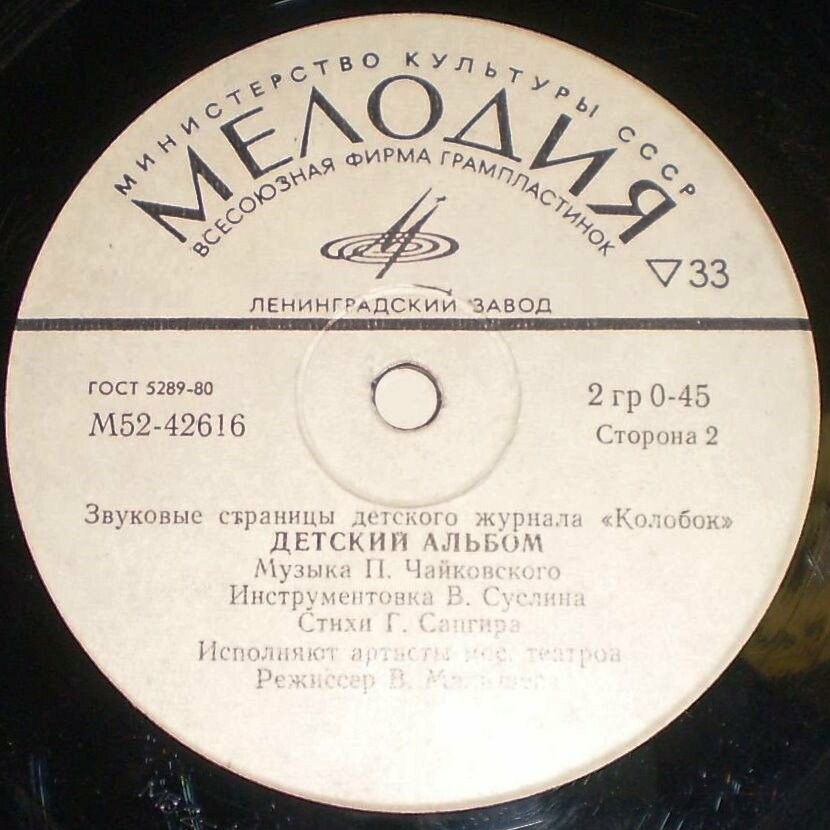 МИНИСТЕРСТВО КУЛЬТУРЫ СССР
МЕЛОДИЯ
ВСЕСОЮЗНАЯ ФИРМА ГРАМПЛАСТИНОК
▽33
ЛЕНИНГРАДСКИЙ ЗАВОД
ГОСТ 5289-80
М52-42616
2 гр 0-45
Сторона 2
Звуковые страницы детского журнала «Колобок»
ДЕТСКИЙ АЛЬБОМ
Музыка П. Чайковского
Инструментовка В. Суслина
Стихи Г. Сапгира
Исполняют артисты мос. театров
Режиссер В.